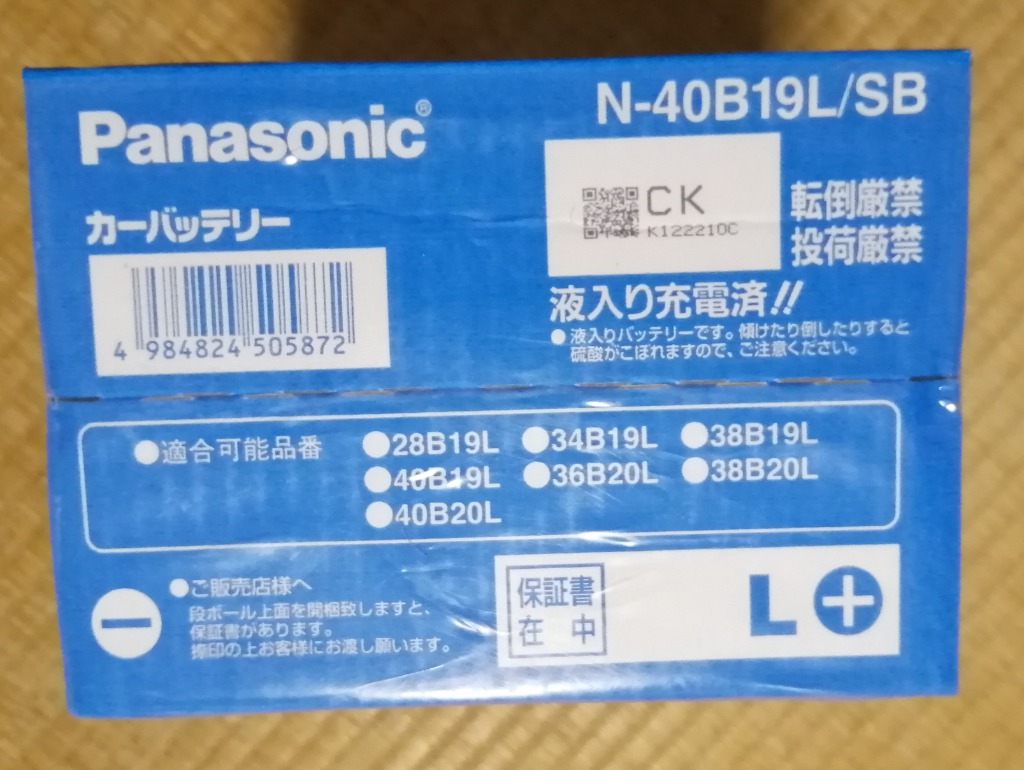 Panasonic®
N-40B19L/SB
カーバッテリー
CK
K122210C
転倒厳禁
投荷厳禁
4 984824 505872
液入り充電済!!
●液入りバッテリーです。傾けたり倒したりすると
硫酸がこぼれますので、ご注意ください。
●適合可能品番
●28B19L ●34B19L ●38B19L
●40B19L ●36B20L ●38B20L
●40B20L
●ご販売店様へ
段ボール上面を開梱致しますと、
保証書があります。
捺印の上お客様にお渡し願います。
保証書
在中
L+
−